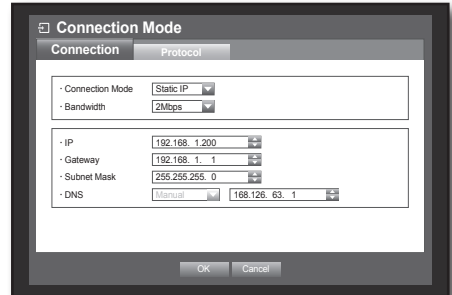 Connection Mode
Connection Protocol
· Connection Mode Static IP
· Bandwidth 2Mbps
· IP 192.168. 1.200
· Gateway 192.168. 1. 1
· Subnet Mask 255.255.255. 0
· DNS Manual 168.126. 63. 1
OK Cancel